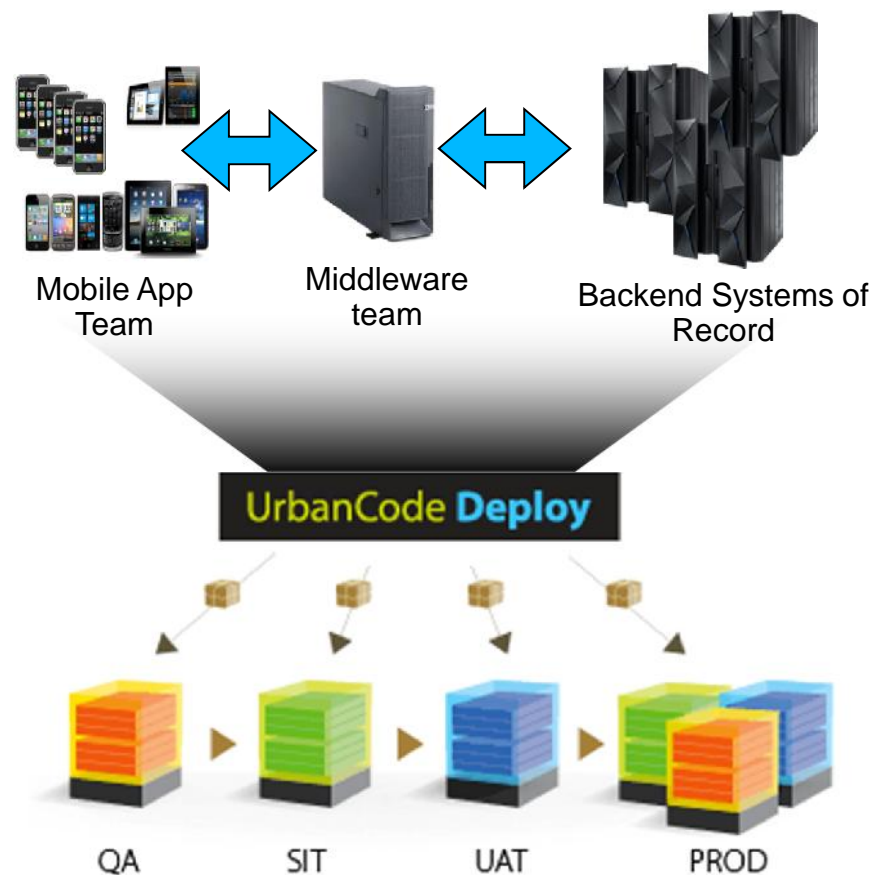 Mobile App
Team
Middleware
team
Backend Systems of
Record
UrbanCode Deploy
QA
SIT
UAT
PROD